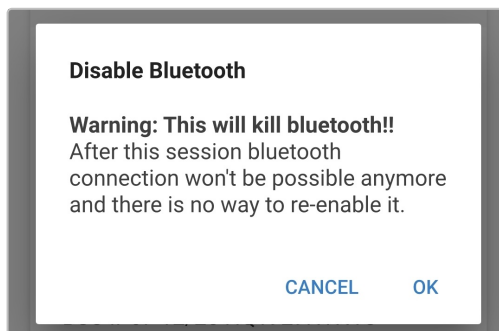 Disable Bluetooth
Warning: This will kill bluetooth!!
After this session bluetooth
connection won't be possible anymore
and there is no way to re-enable it.
CANCEL OK